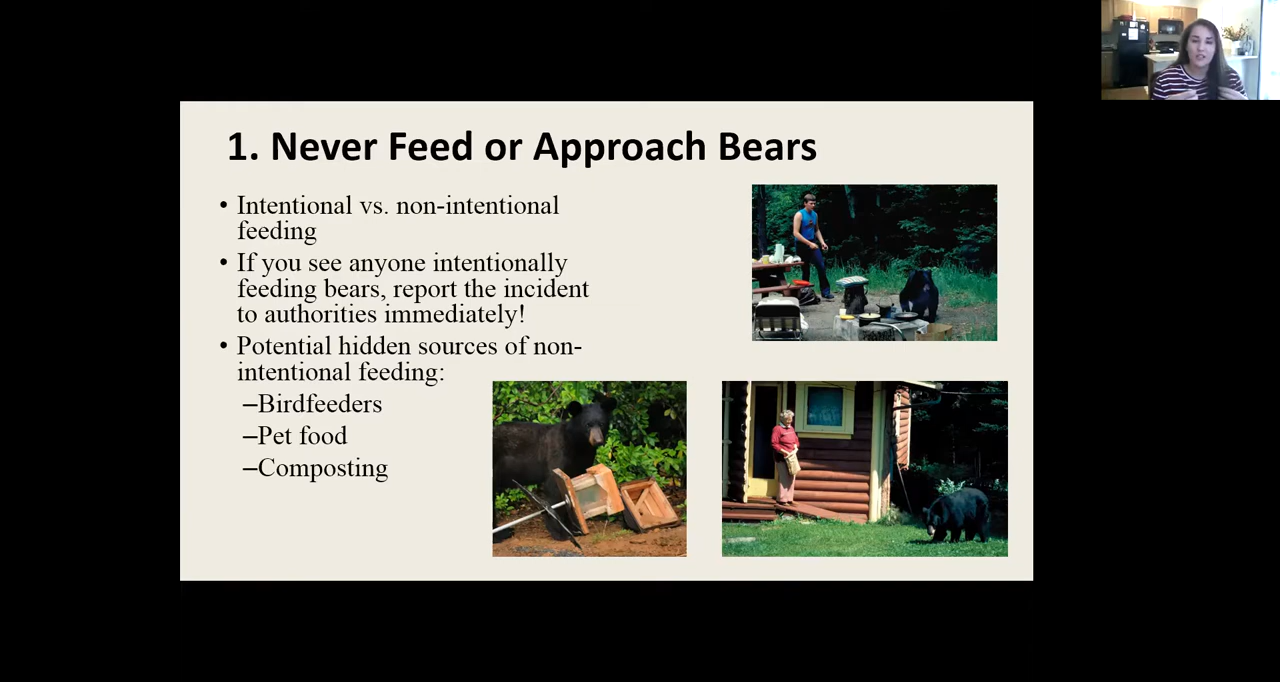 1. Never Feed or Approach Bears
• Intentional vs. non-intentional
feeding
• If you see anyone intentionally
feeding bears, report the incident
to authorities immediately!
• Potential hidden sources of non-
intentional feeding:
–Birdfeeders
–Pet food
–Composting